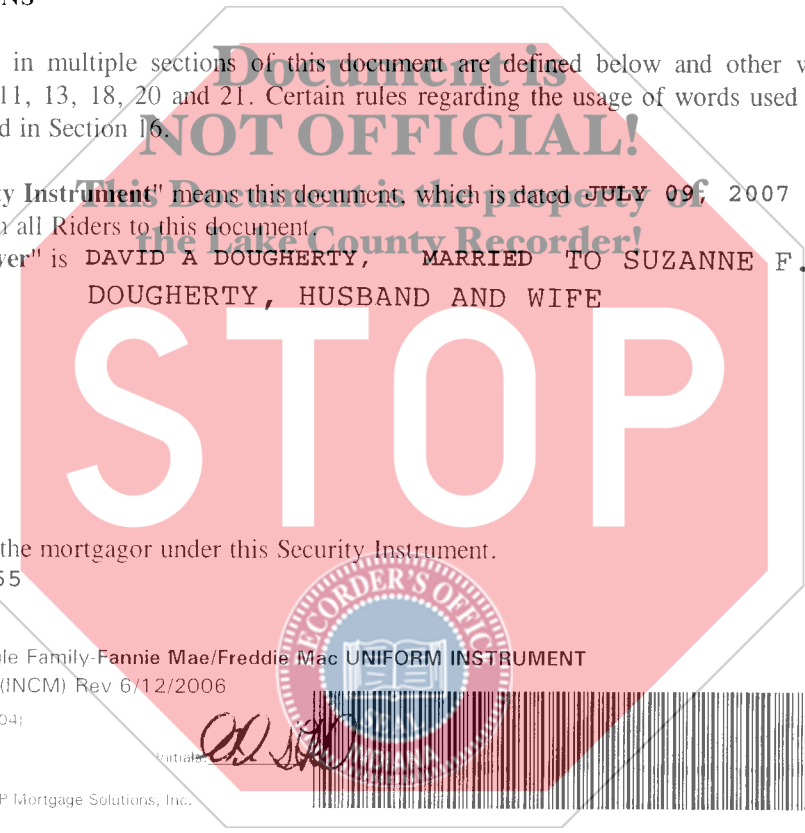 NS
in multiple sections of this document are defined below and other w
11, 13, 18, 20 and 21. Certain rules regarding the usage of words used
d in Section 16.
ty Instrument" means this document, which is dated JULY 09, 2007
n all Riders to this document.
ver" is DAVID A DOUGHERTY, MARRIED TO SUZANNE F.
DOUGHERTY, HUSBAND AND WIFE
Document is
NOT OFFICIAL!
This Document is the property of
the Lake County Recorder!
STOP
the mortgagor under this Security Instrument.
55
le Family-Fannie Mae/Freddie Mac UNIFORM INSTRUMENT
(INCM) Rev 6/12/2006
04)
Initials:
P Mortgage Solutions, Inc.
RECORDER'S OFFICE
SEAL
INDIANA